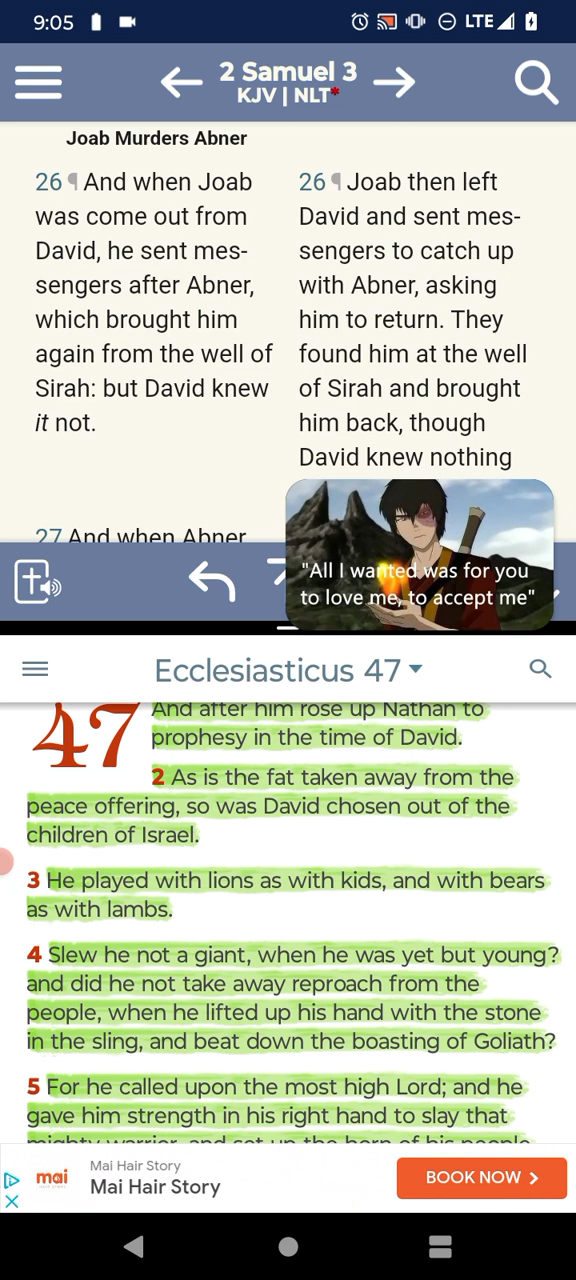 9:05 LTE
2 Samuel 3
KJV | NLT*
Joab Murders Abner
26 ¶ And when Joab
was come out from
David, he sent mes-
sengers after Abner,
which brought him
again from the well of
Sirah: but David knew
it not.
27 And when Abner
26 ¶ Joab then left
David and sent mes-
sengers to catch up
with Abner, asking
him to return. They
found him at the well
of Sirah and brought
him back, though
David knew nothing
"All I wanted was for you
to love me, to accept me"
Ecclesiasticus 47
47 And after him rose up Nathan to
prophesy in the time of David.
2 As is the fat taken away from the
peace offering, so was David chosen out of the
children of Israel.
3 He played with lions as with kids, and with bears
as with lambs.
4 Slew he not a giant, when he was yet but young?
and did he not take away reproach from the
people, when he lifted up his hand with the stone
in the sling, and beat down the boasting of Goliath?
5 For he called upon the most high Lord; and he
gave him strength in his right hand to slay that
mighty warrior, and set up the horn of his people
mai
Mai Hair Story
Mai Hair Story
BOOK NOW